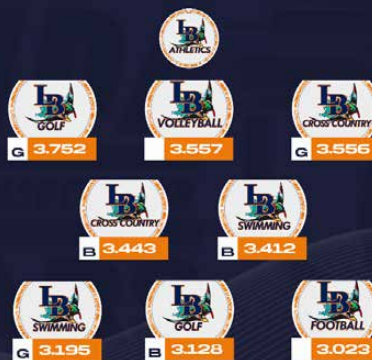 LB
ATHLETICS
LB
GOLF
G 3.752
LB
VOLLEYBALL
3.557
LB
CROSS COUNTRY
G 3.556
LB
CROSS COUNTRY
B 3.443
LB
SWIMMING
B 3.412
LB
SWIMMING
G 3.195
LB
GOLF
B 3.128
LB
FOOTBALL
3.023